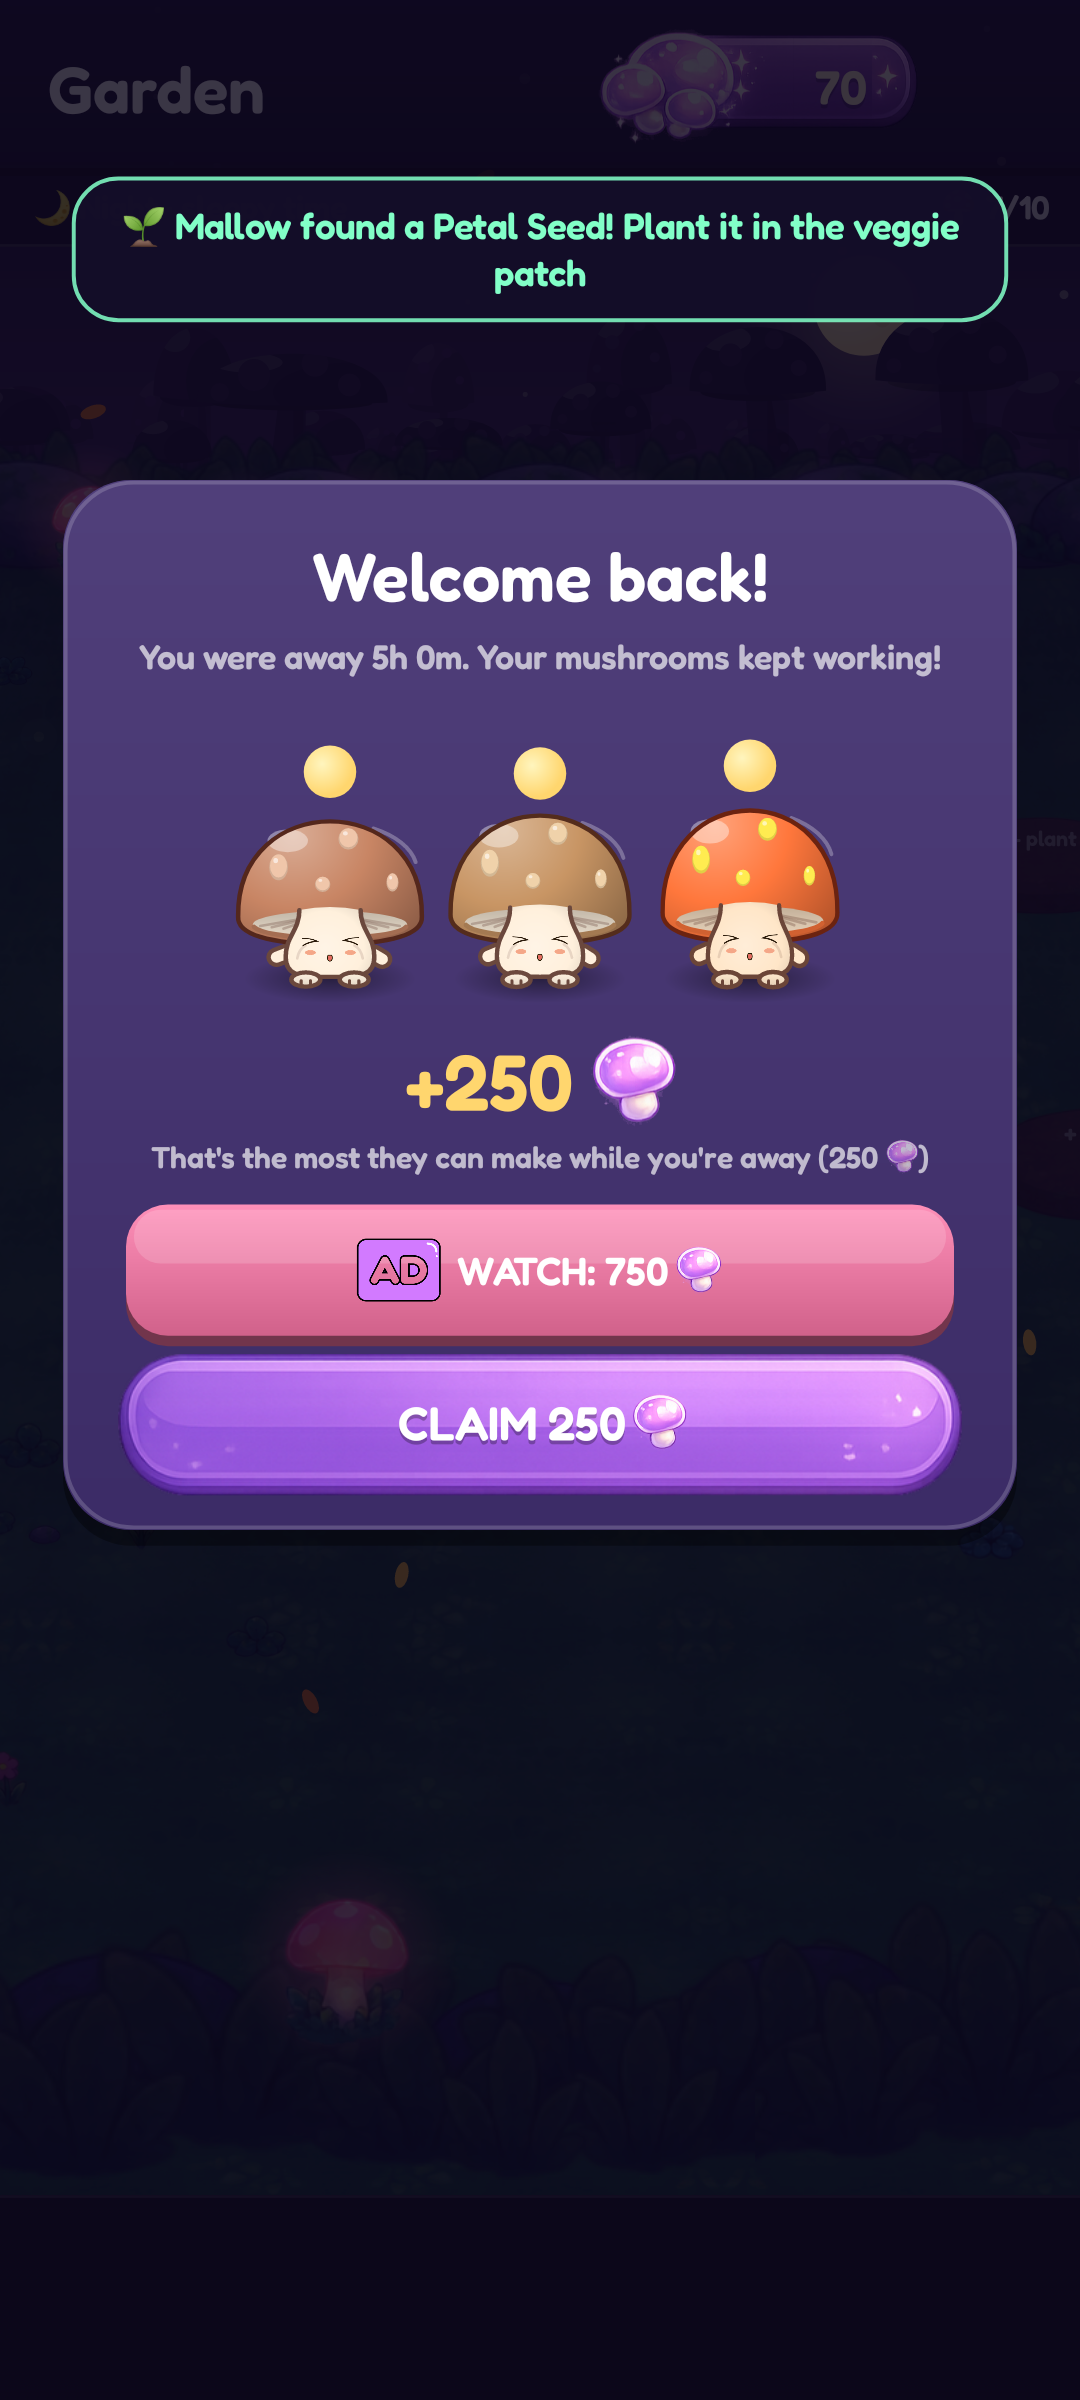 Garden
70
/10
🌱 Mallow found a Petal Seed! Plant it in the veggie
patch
Welcome back!
You were away 5h 0m. Your mushrooms kept working!
plant
+250
That's the most they can make while you're away (250 )
AD WATCH: 750
CLAIM 250